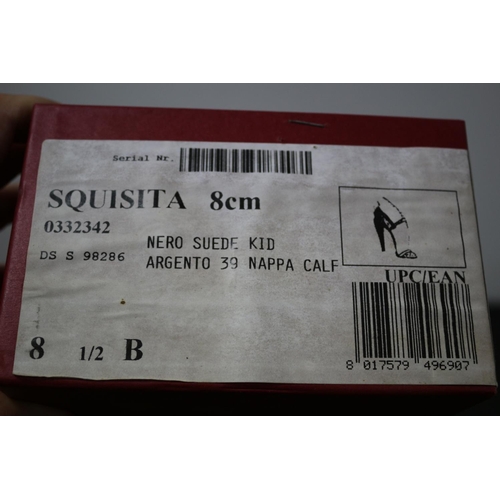 Serial Nr.
SQUISITA 8cm
0332342
NERO SUEDE KID
DS S 98286
ARGENTO 39 NAPPA CALF
UPC/EAN
8 1/2 B
8 017579 496907